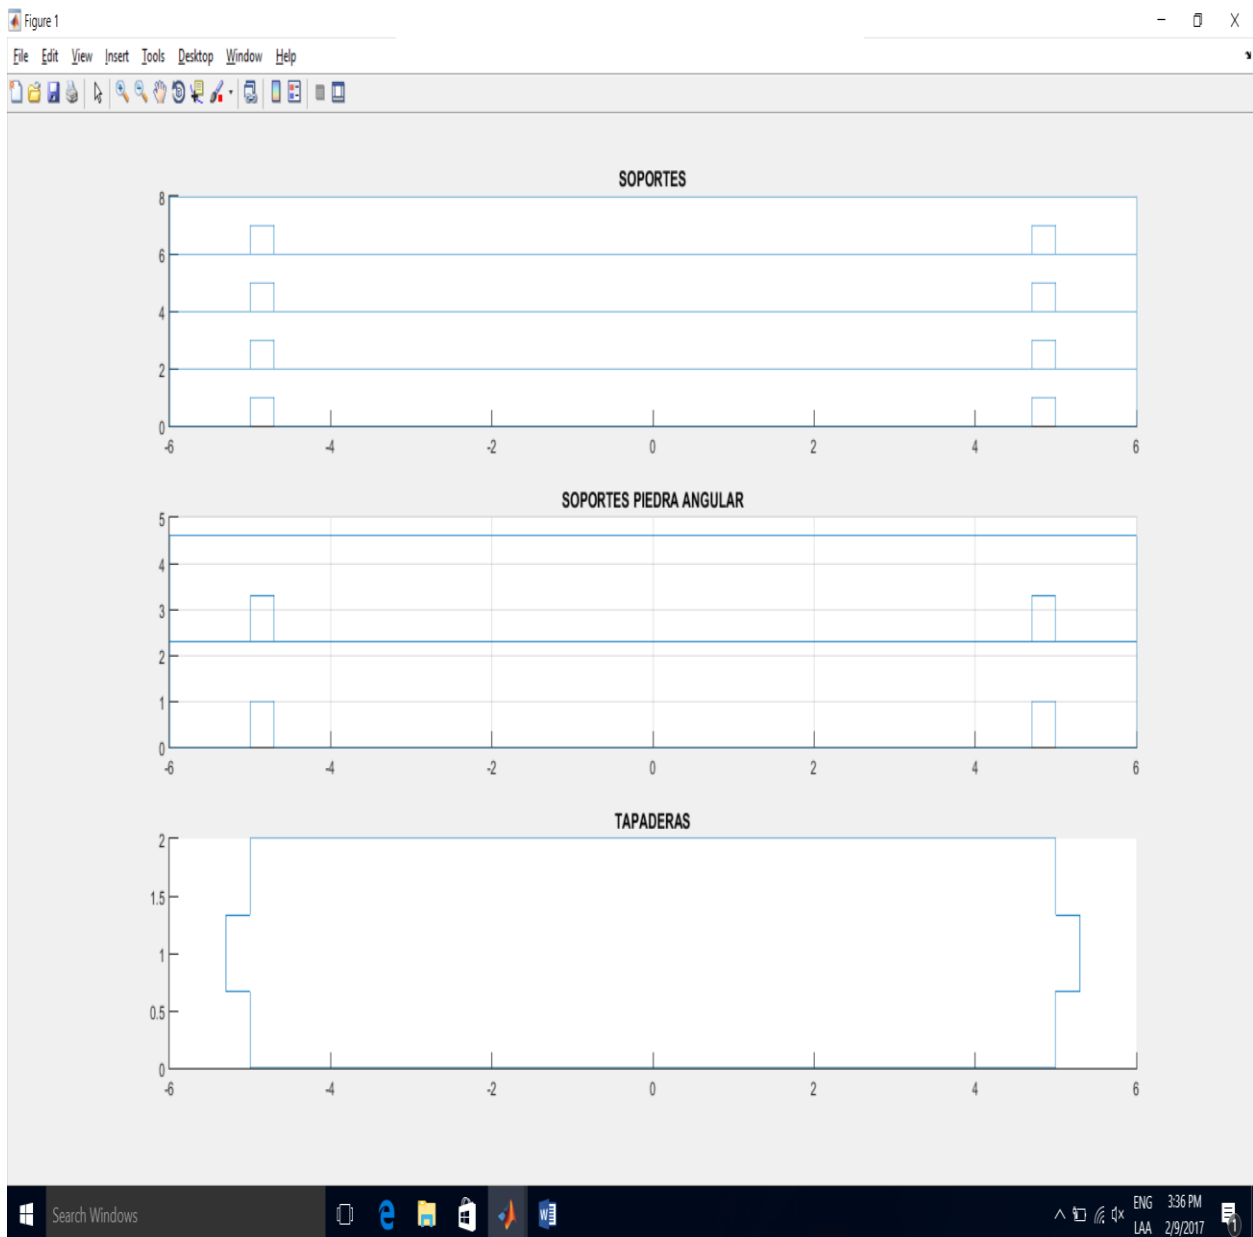 Figure 1
File Edit View Insert Tools Desktop Window Help
SOPORTES
8
6
4
2
0
-6 -4 -2 0 2 4 6
SOPORTES PIEDRA ANGULAR
5
4
3
2
1
0
-6 -4 -2 0 2 4 6
TAPADERAS
2
1.5
1
0.5
0
-6 -4 -2 0 2 4 6
Search Windows
ENG 3:36 PM
LAA 2/9/2017
1